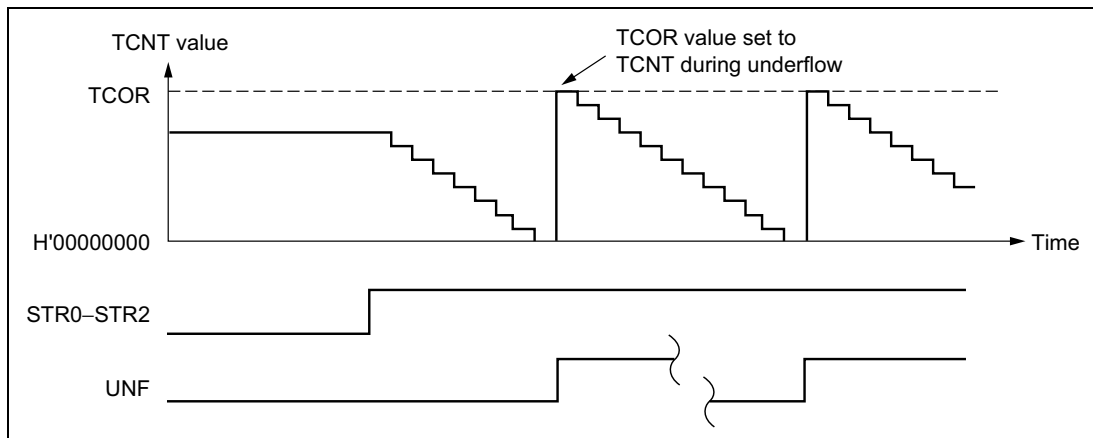 TCNT value
TCOR value set to
TCNT during underflow
TCOR
H'00000000
Time
STR0–STR2
UNF